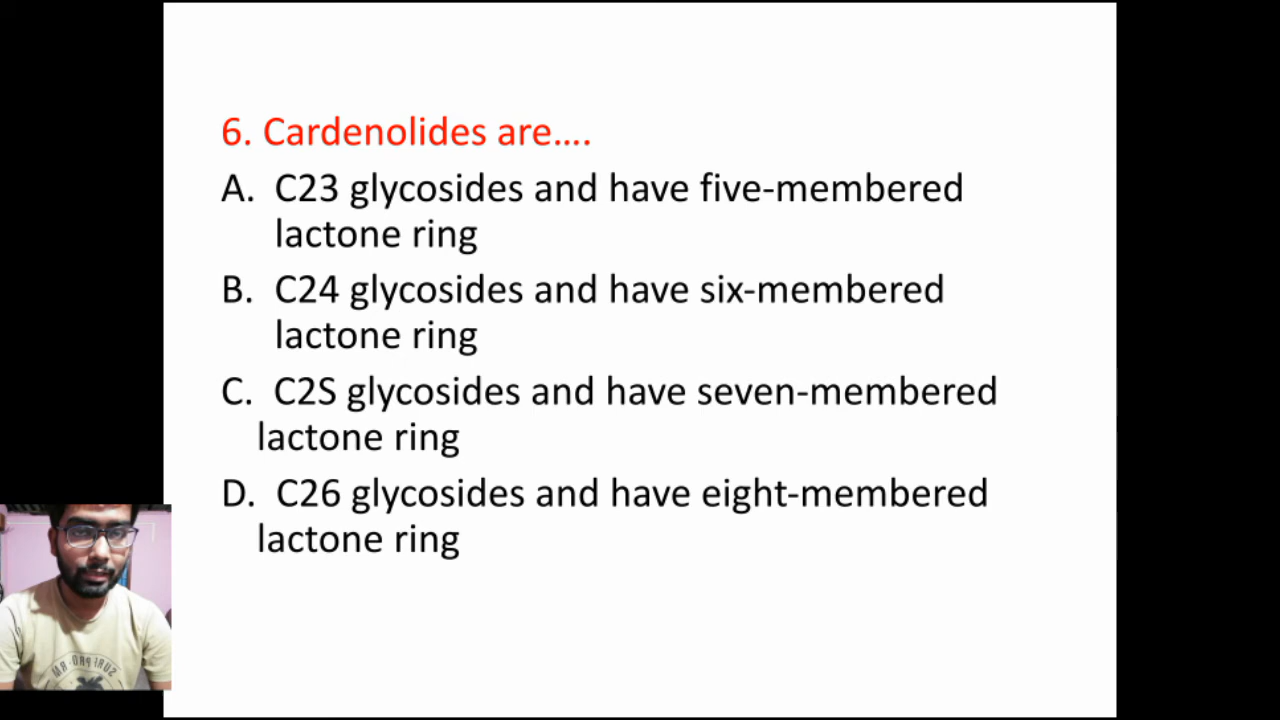 6. Cardenolides are....
A. C23 glycosides and have five-membered
lactone ring
B. C24 glycosides and have six-membered
lactone ring
C. C2S glycosides and have seven-membered
lactone ring
D. C26 glycosides and have eight-membered
lactone ring